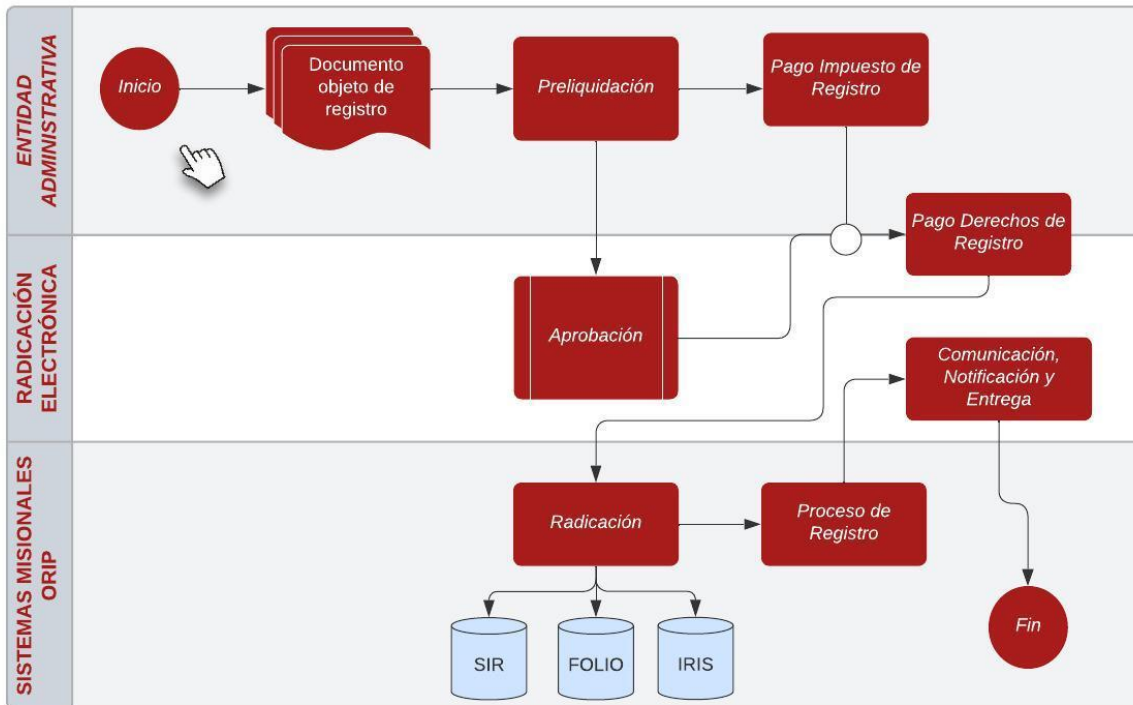 ENTIDAD
ADMINISTRATIVA
Inicio
Documento
objeto de
registro
Preliquidación
Pago Impuesto de
Registro
Pago Derechos de
Registro
RADICACIÓN
ELECTRÓNICA
Aprobación
Comunicación,
Notificación y
Entrega
SISTEMAS MISIONALES
ORIP
Radicación
Proceso de
Registro
Fin
SIR
FOLIO
IRIS